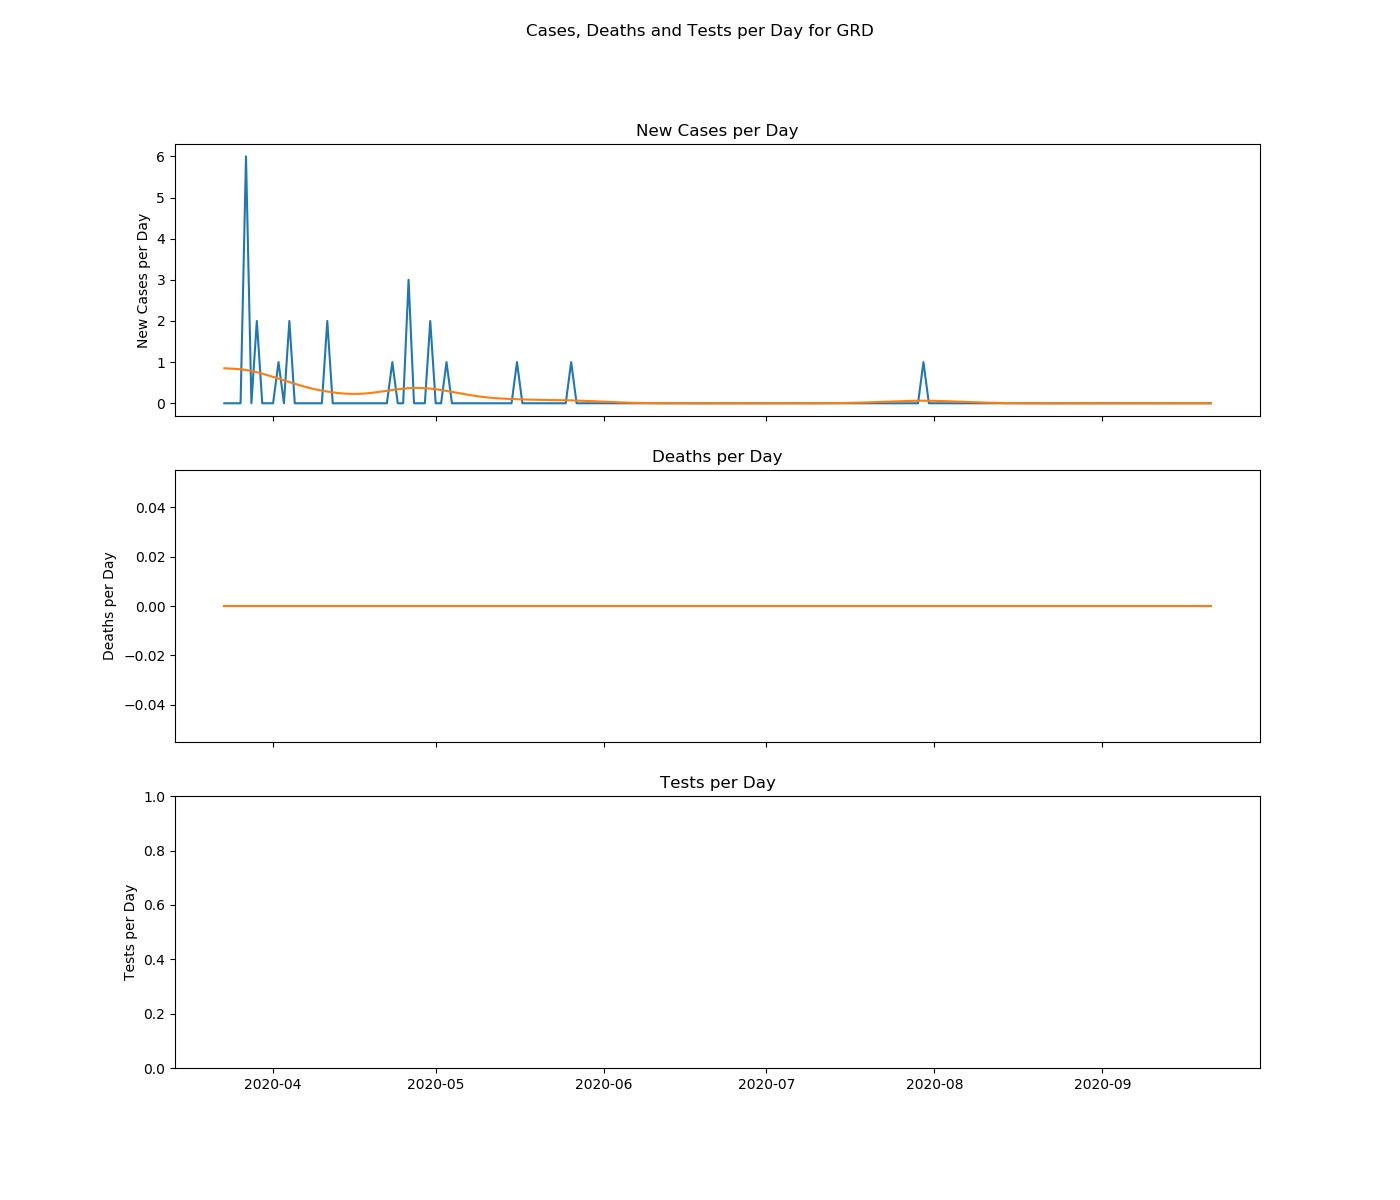 Cases, Deaths and Tests per Day for GRD
New Cases per Day
6
5
4
3
2
1
0
New Cases per Day
Deaths per Day
0.04
0.02
0.00
−0.02
−0.04
Deaths per Day
Tests per Day
1.0
0.8
0.6
0.4
0.2
0.0
Tests per Day
2020-04 2020-05 2020-06 2020-07 2020-08 2020-09